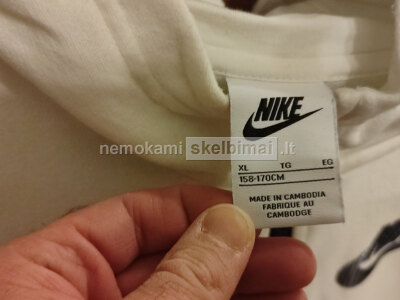 NIKE
nemokami skelbimai .lt
XL TG EG
158-170CM
MADE IN CAMBODIA
FABRIQUE AU
CAMBODGE